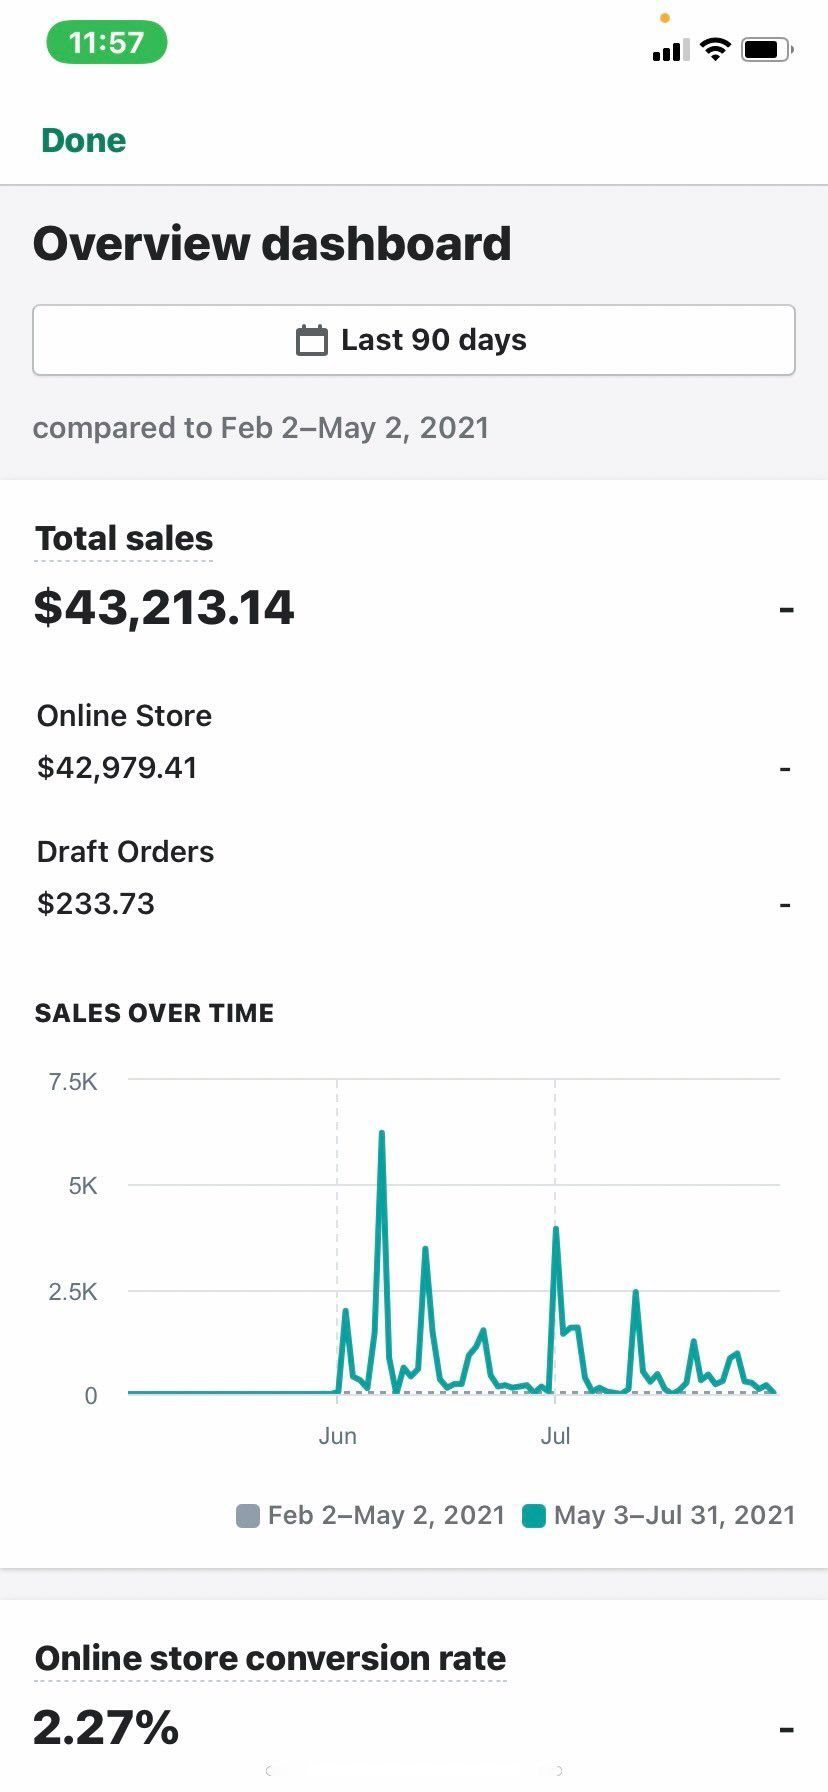 11:57
Done
Overview dashboard
Last 90 days
compared to Feb 2–May 2, 2021
Total sales
$43,213.14 -
Online Store
$42,979.41 -
Draft Orders
$233.73 -
SALES OVER TIME
7.5K
5K
2.5K
0
Jun Jul
Feb 2–May 2, 2021 May 3–Jul 31, 2021
Online store conversion rate
2.27% -